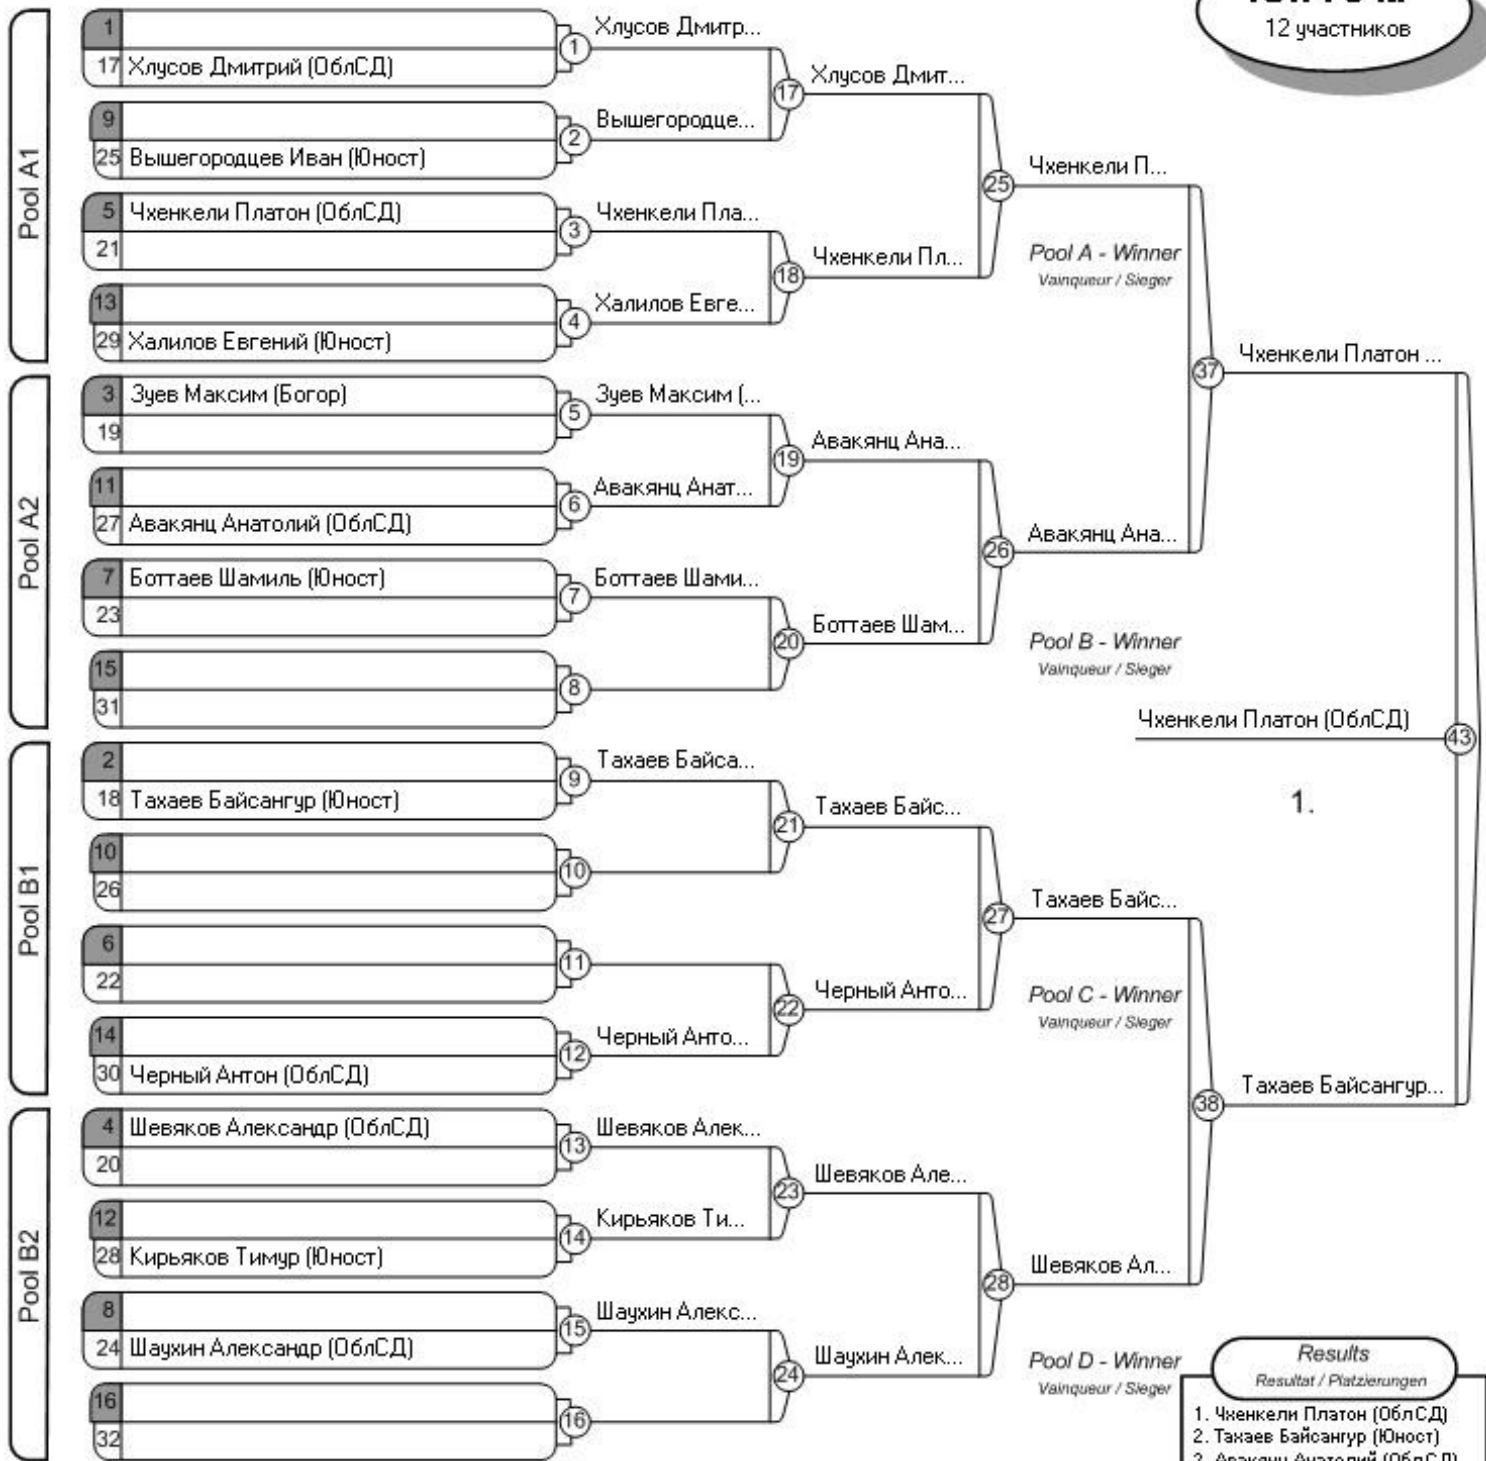 12 участников
Pool A1
1
17 Хлусов Дмитрий (ОблСД)
1
Хлусов Дмитр...
9
25 Вышегородцев Иван (Юност)
2
Вышегородце...
17
Хлусов Дмит...
5 Чхенкели Платон (ОблСД)
21
3
Чхенкели Пла...
13
29 Халилов Евгений (Юност)
4
Халилов Евге...
18
Чхенкели Пл...
25
Чхенкели П...
Pool A - Winner
Vainqueur / Sieger
Pool A2
3 Зуев Максим (Богор)
19
5
Зуев Максим (...
11
27 Авакянц Анатолий (ОблСД)
6
Авакянц Анат...
19
Авакянц Ана...
7 Боттаев Шамиль (Юност)
23
7
Боттаев Шами...
15
31
8
20
Боттаев Шам...
26
Авакянц Ана...
Pool B - Winner
Vainqueur / Sieger
37
Чхенкели Платон ...
Чхенкели Платон (ОблСД)
43
1.
Pool B1
2
18 Тахаев Байсангур (Юност)
9
Тахаев Байса...
10
26
10
21
Тахаев Байс...
6
22
11
14
30 Черный Антон (ОблСД)
12
Черный Анто...
22
Черный Анто...
27
Тахаев Байс...
Pool C - Winner
Vainqueur / Sieger
38
Тахаев Байсангур...
Pool B2
4 Шевяков Александр (ОблСД)
20
13
Шевяков Алек...
12
28 Кирьяков Тимур (Юност)
14
Кирьяков Ти...
23
Шевяков Але...
8
24 Шаухин Александр (ОблСД)
15
Шаухин Алекс...
16
32
16
24
Шаухин Алек...
28
Шевяков Ал...
Pool D - Winner
Vainqueur / Sieger
Results
Resultat / Platzierungen
1. Чхенкели Платон (ОблСД)
2. Тахаев Байсангур (Юност)
3. Авакянц Анатолий (ОблСД)